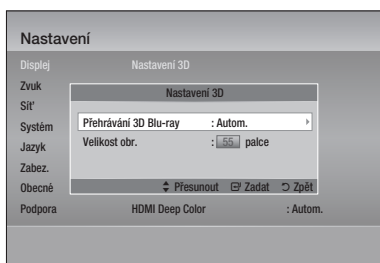 Nastavení
Displej Nastavení 3D
Zvuk
Nastavení 3D
Síť
Systém Přehrávání 3D Blu-ray : Autom.
Jazyk Velikost obr. : 55 palce
Zabez.
Obecné Přesunout Zadat Zpět
Podpora HDMI Deep Color : Autom.